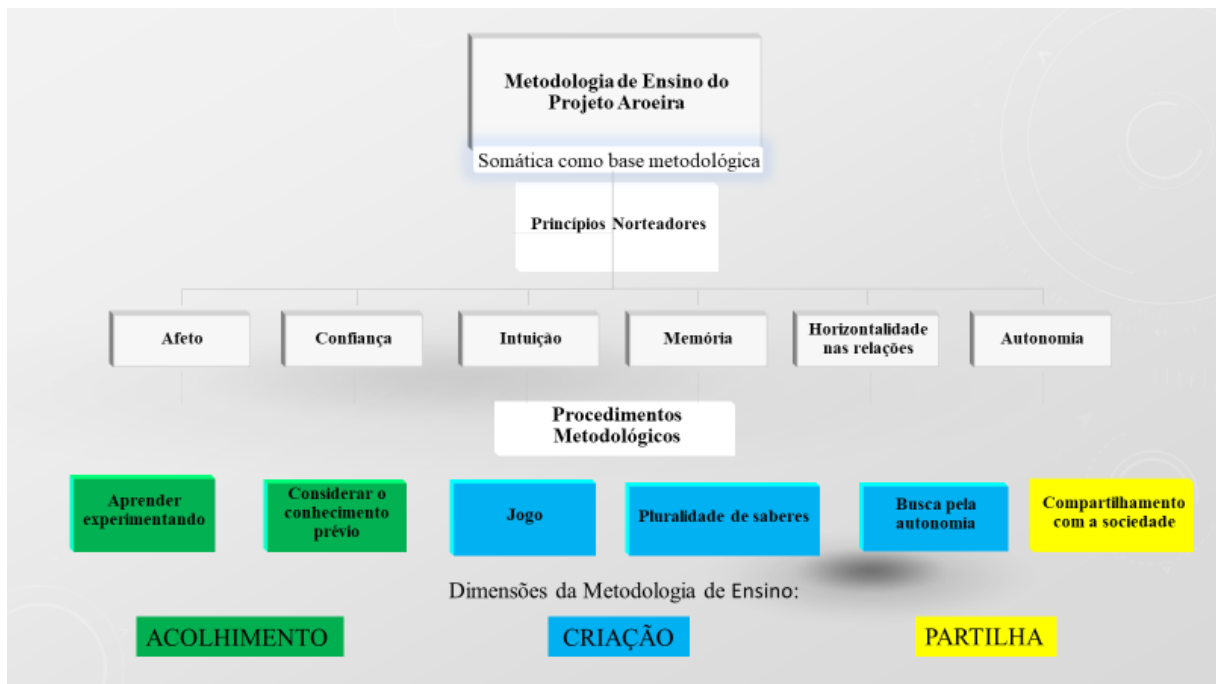 Metodologia de Ensino do
Projeto Aroeira
Somática como base metodológica
Princípios Norteadores
Afeto
Confiança
Intuição
Memória
Horizontalidade
nas relações
Autonomia
Procedimentos
Metodológicos
Aprender
experimentando
Considerar o
conhecimento
prévio
Jogo
Pluralidade de saberes
Busca pela
autonomia
Compartilhamento
com a sociedade
Dimensões da Metodologia de Ensino:
ACOLHIMENTO
CRIAÇÃO
PARTILHA